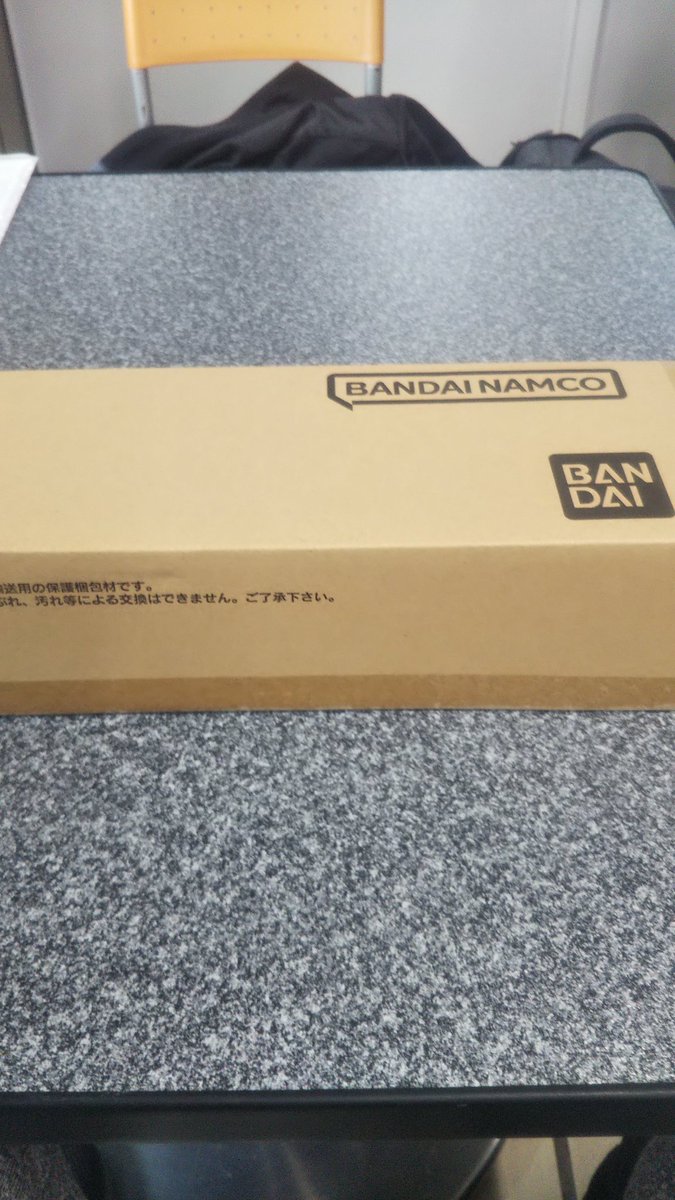 BANDAI NAMCO
BAN
DAI
送用の保護梱包材です。
ぶれ、汚れ等による交換はできません。ご了承下さい。